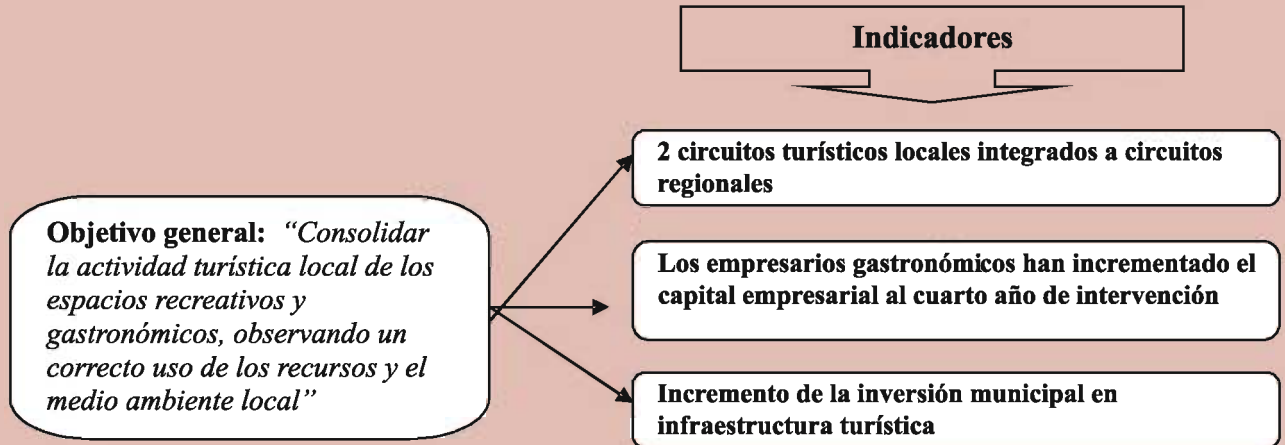 Indicadores
2 circuitos turísticos locales integrados a circuitos
regionales
Objetivo general: “Consolidar
la actividad turística local de los
espacios recreativos y
gastronómicos, observando un
correcto uso de los recursos y el
medio ambiente local”
Los empresarios gastronómicos han incrementado el
capital empresarial al cuarto año de intervención
Incremento de la inversión municipal en
infraestructura turística